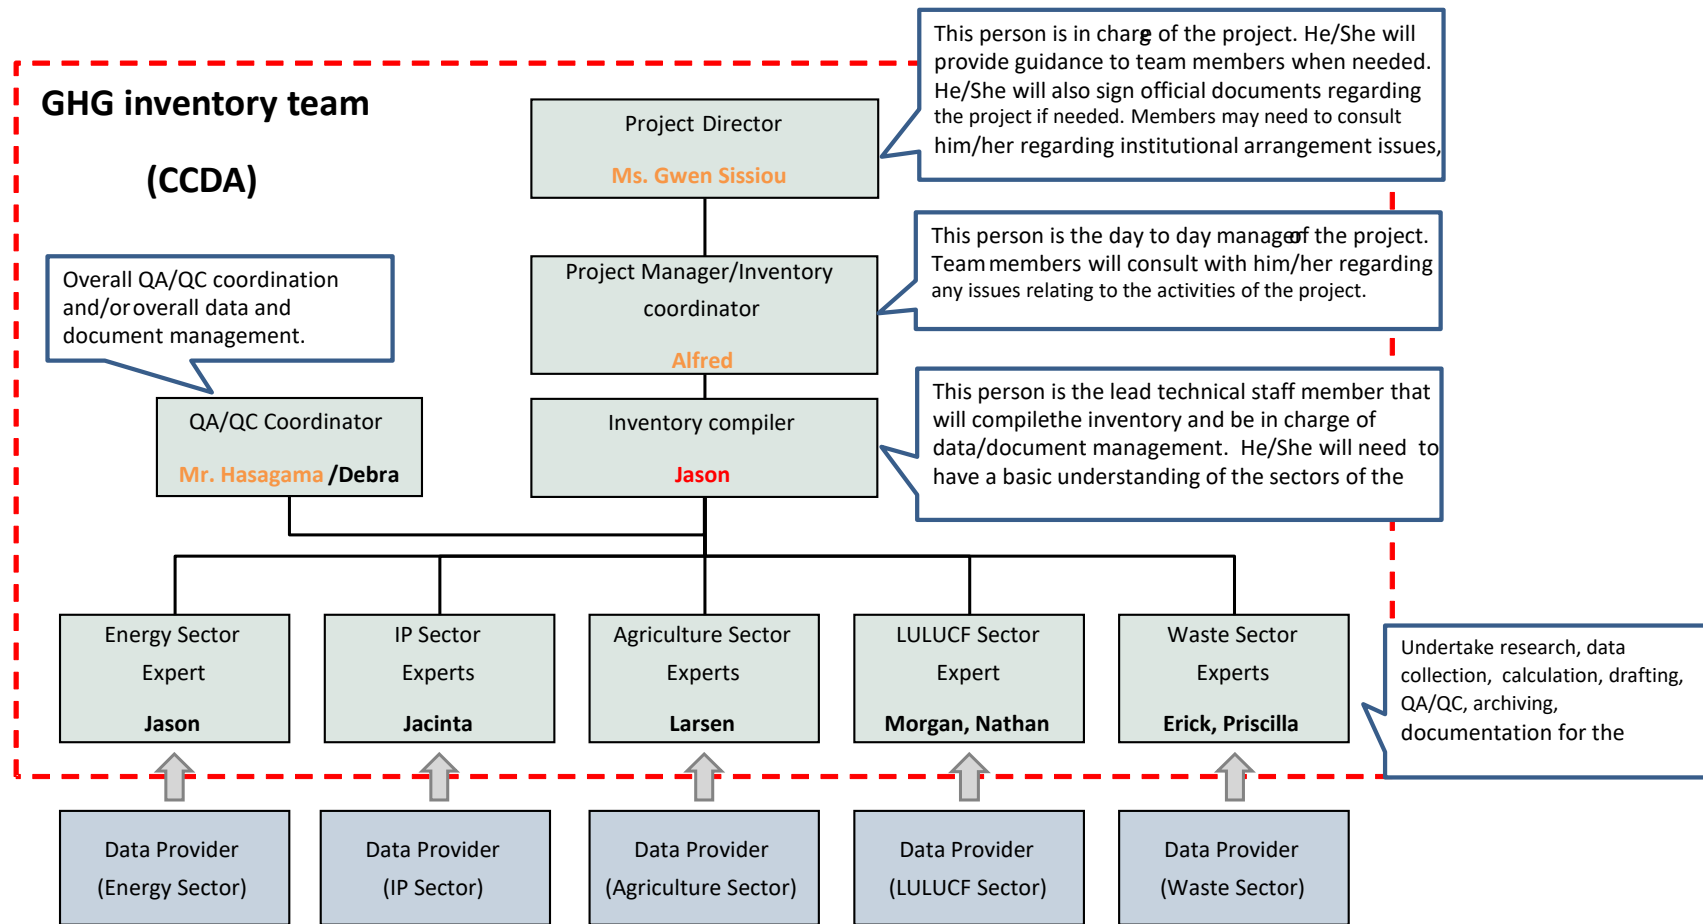 GHG inventory team
(CCDA)
This person is in charge of the project. He/She will
provide guidance to team members when needed.
He/She will also sign official documents regarding
the project if needed. Members may need to consult
him/her regarding institutional arrangement issues,
Project Director
Ms. Gwen Sissiou
This person is the day to day manager of the project.
Team members will consult with him/her regarding
any issues relating to the activities of the project.
Project Manager/Inventory
coordinator
Alfred
Overall QA/QC coordination
and/or overall data and
document management.
QA/QC Coordinator
Mr. Hasagama /Debra
Inventory compiler
Jason
This person is the lead technical staff member that
will compilethe inventory and be in charge of
data/document management. He/She will need to
have a basic understanding of the sectors of the
Energy Sector
Expert
Jason
IP Sector
Experts
Jacinta
Agriculture Sector
Experts
Larsen
LULUCF Sector
Expert
Morgan, Nathan
Waste Sector
Experts
Erick, Priscilla
Undertake research, data
collection, calculation, drafting,
QA/QC, archiving,
documentation for the
Data Provider
(Energy Sector)
Data Provider
(IP Sector)
Data Provider
(Agriculture Sector)
Data Provider
(LULUCF Sector)
Data Provider
(Waste Sector)